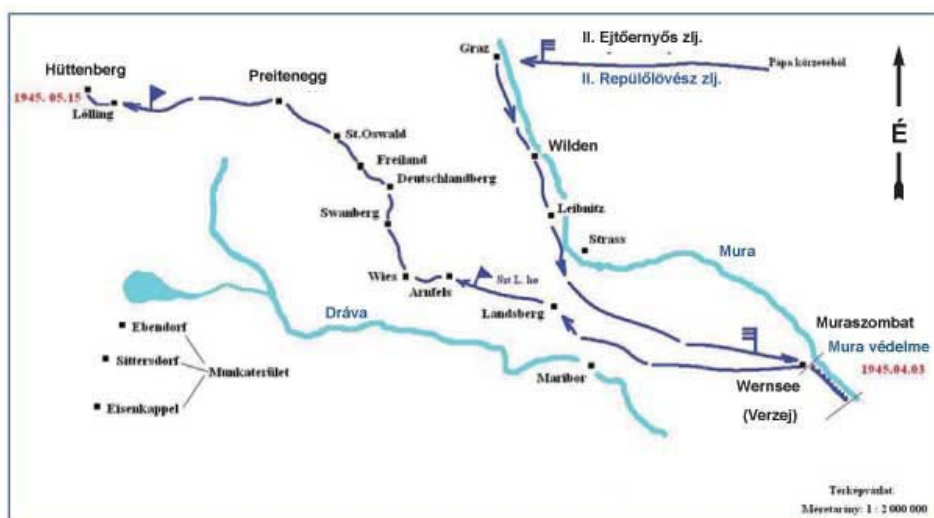 II. Ejtőernyős zlj.
Graz
Pápa körzetéből
II. Repülőlövész zlj.
Hüttenberg
Preitenegg
1945. 05.15
Lölling
É
St.Oswald
Wilden
Freiland
Deutschlandberg
Leibnitz
Swanberg
Strass
Mura
Wies
Arnfels
Szt L. ho
Landsberg
Dráva
Muraszombat
Ebendorf
Mura védelme
Sittersdorf
Munkaterület
Maribor
1945.04.03
Wernsee
Eisenkappel
(Verzej)
Térképvázlat
Méretarány: 1 : 2 000 000